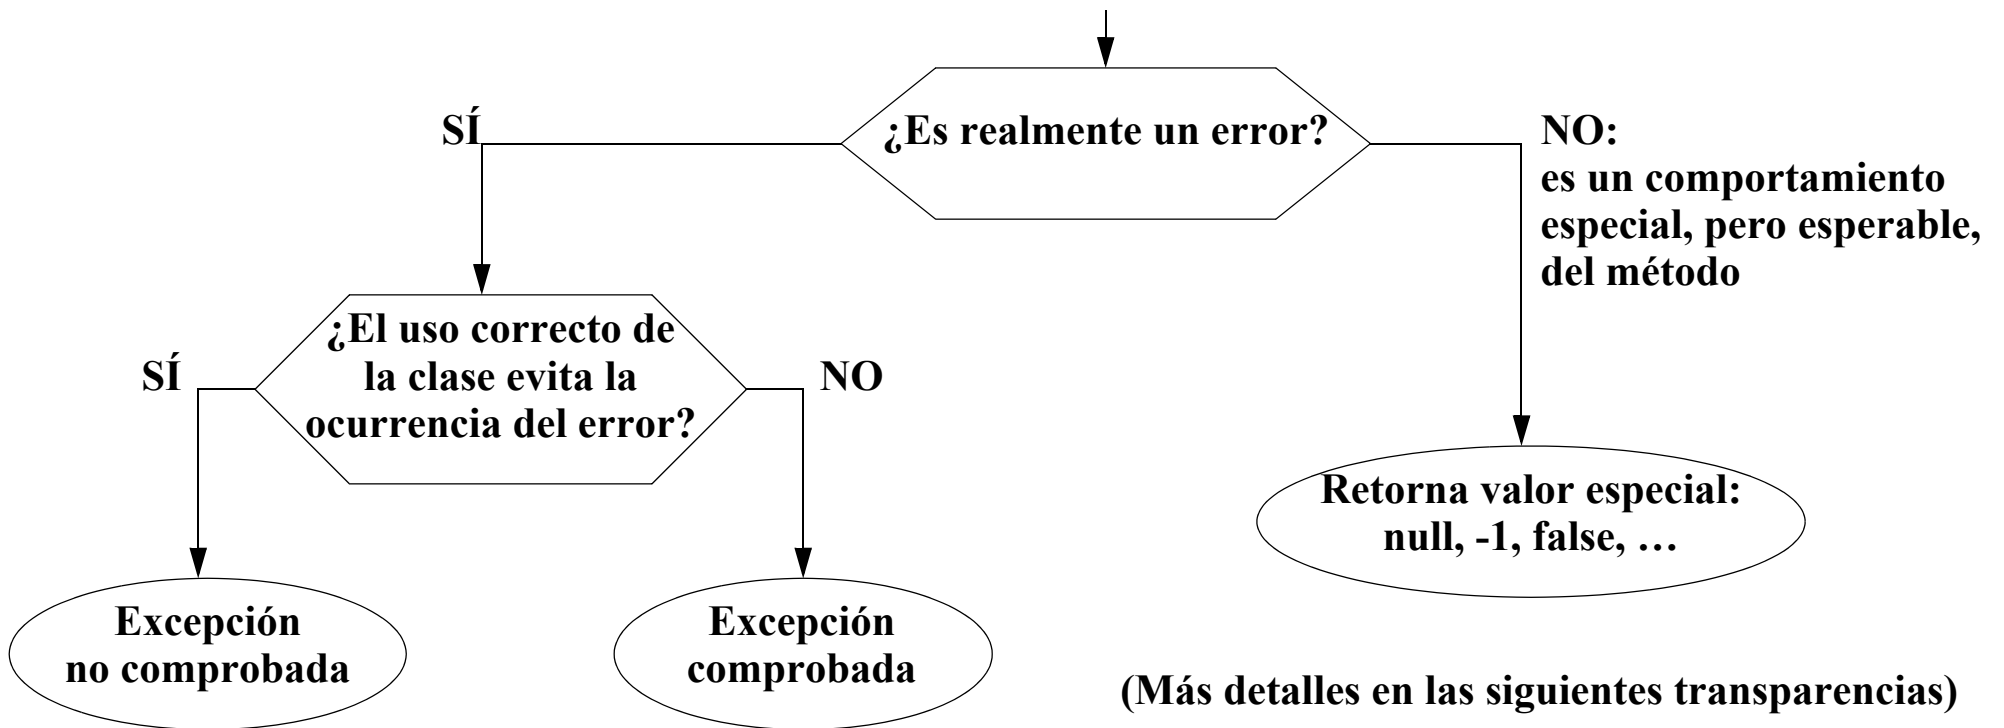 ¿Es realmente un error?
SÍ
NO:
es un comportamiento
especial, pero esperable,
del método
¿El uso correcto de
la clase evita la
ocurrencia del error?
SÍ
NO
Retorna valor especial:
null, -1, false, …
Excepción
no comprobada
Excepción
comprobada
(Más detalles en las siguientes transparencias)